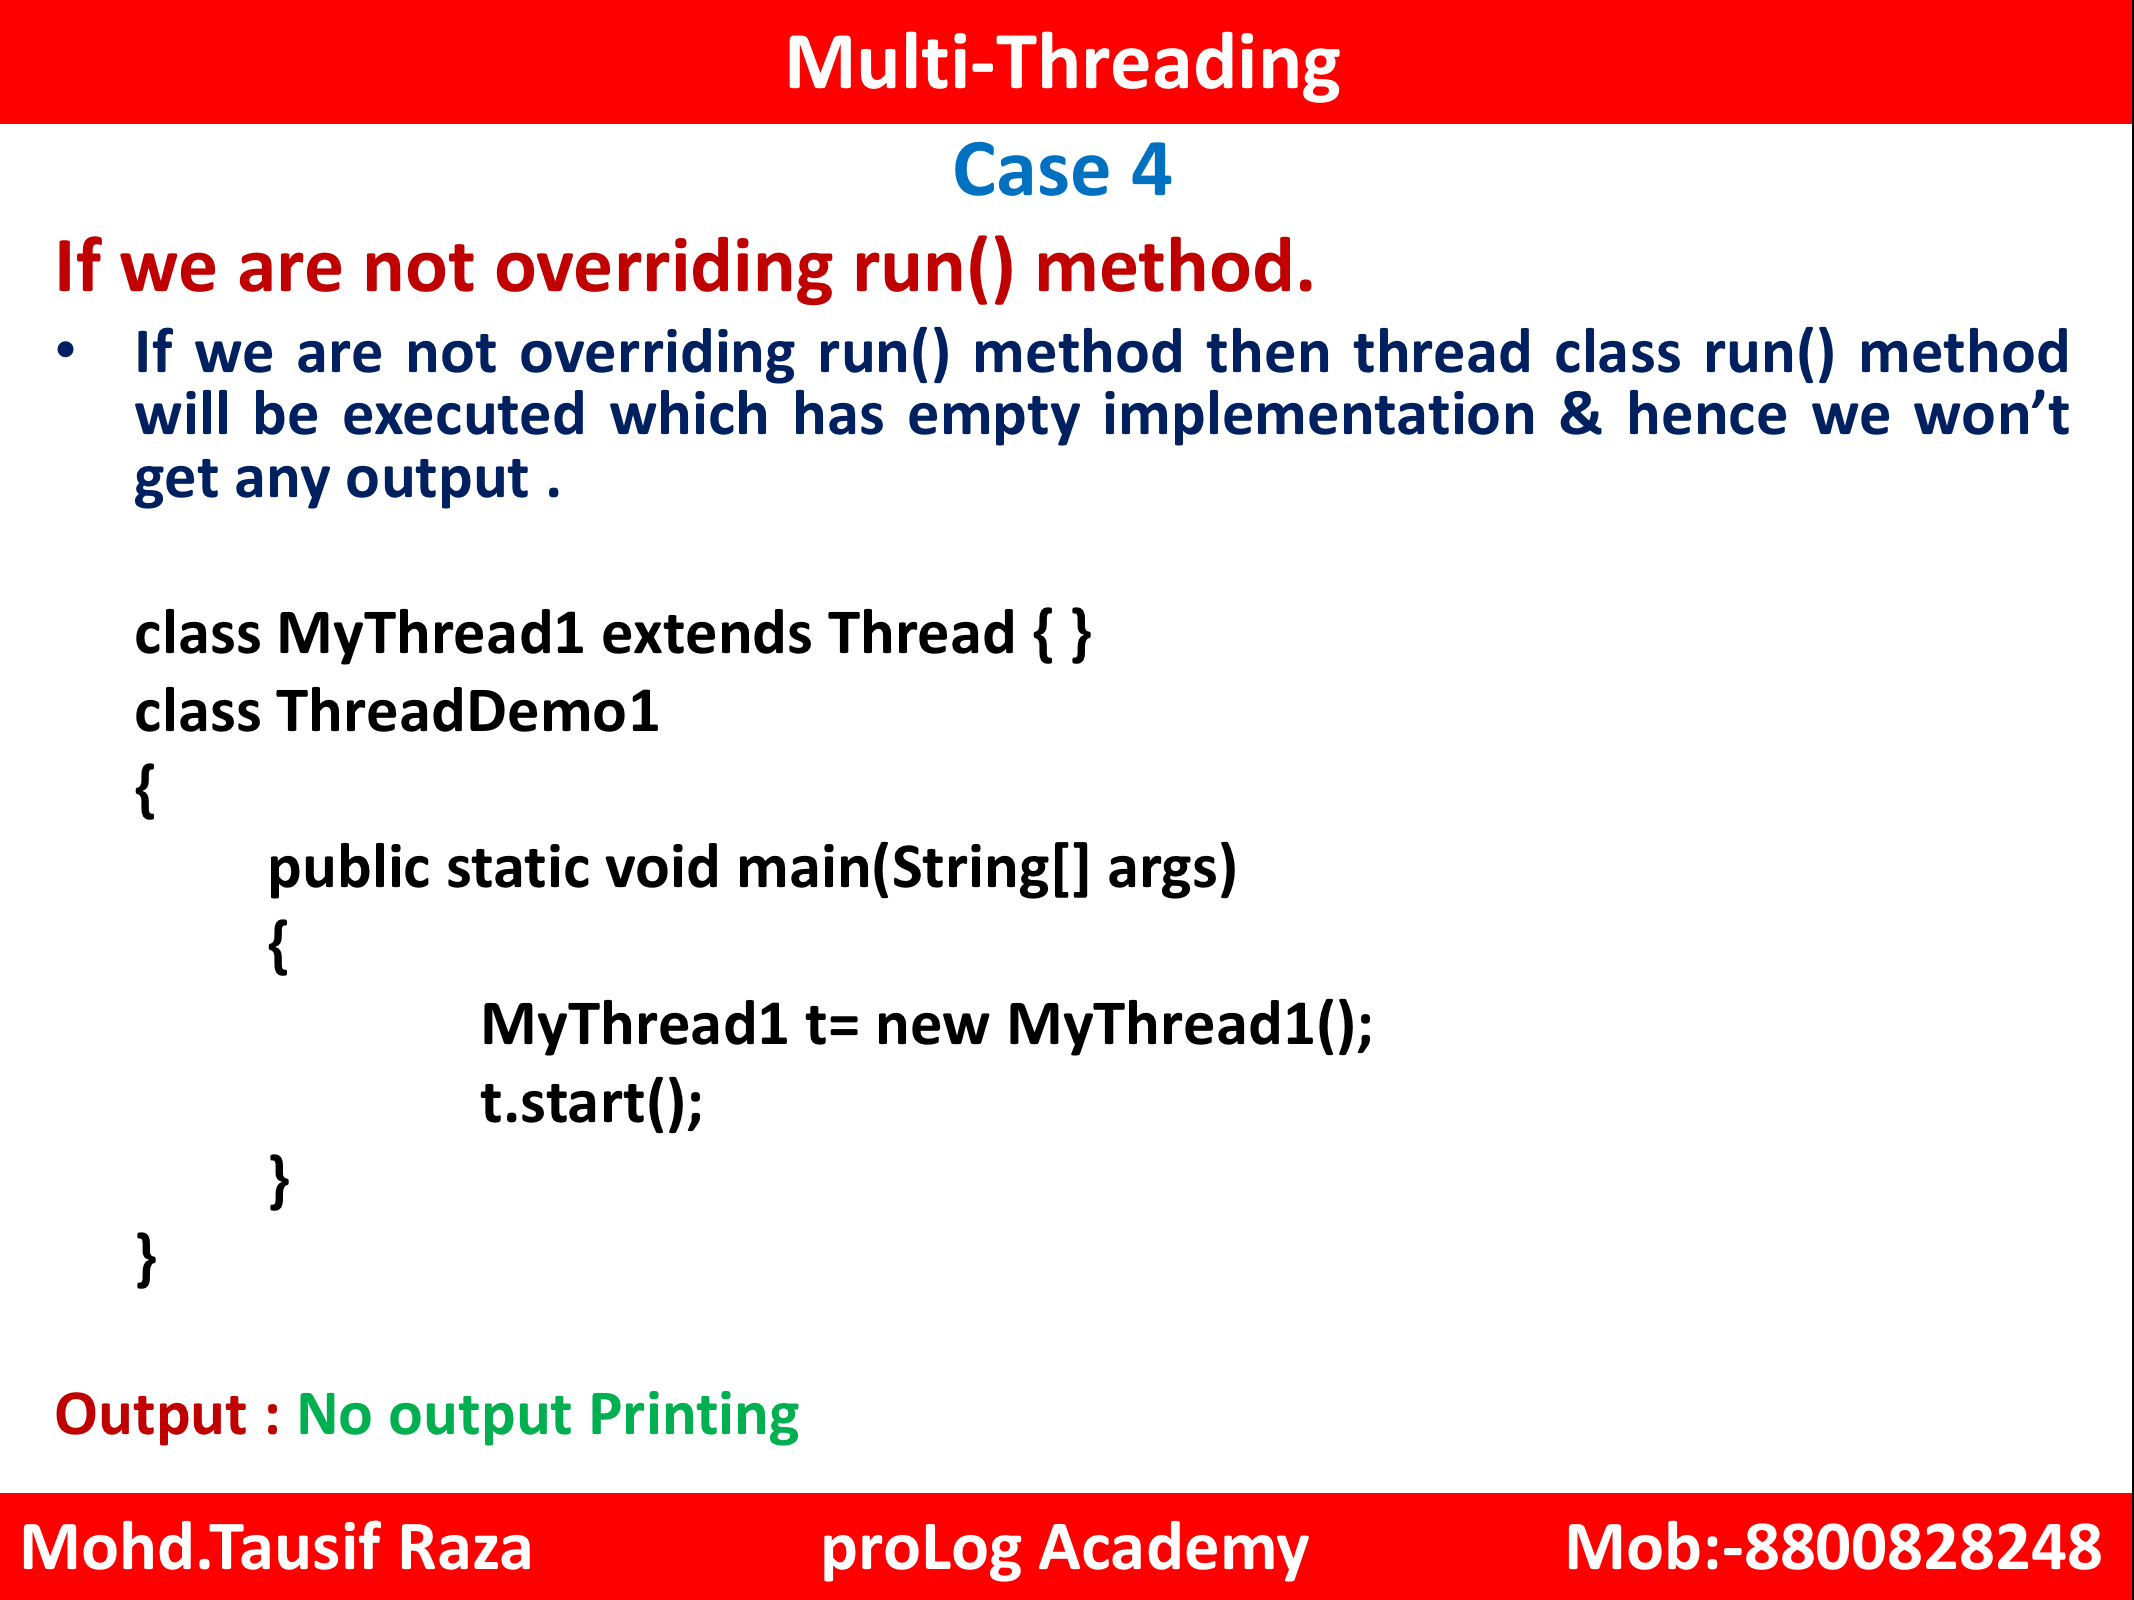 Multi-Threading
Case 4
If we are not overriding run() method.
• If we are not overriding run() method then thread class run() method
will be executed which has empty implementation & hence we won’t
get any output .
class MyThread1 extends Thread { }
class ThreadDemo1
{
public static void main(String[] args)
{
MyThread1 t= new MyThread1();
t.start();
}
}
Output : No output Printing
Mohd.Tausif Raza proLog Academy Mob:-8800828248